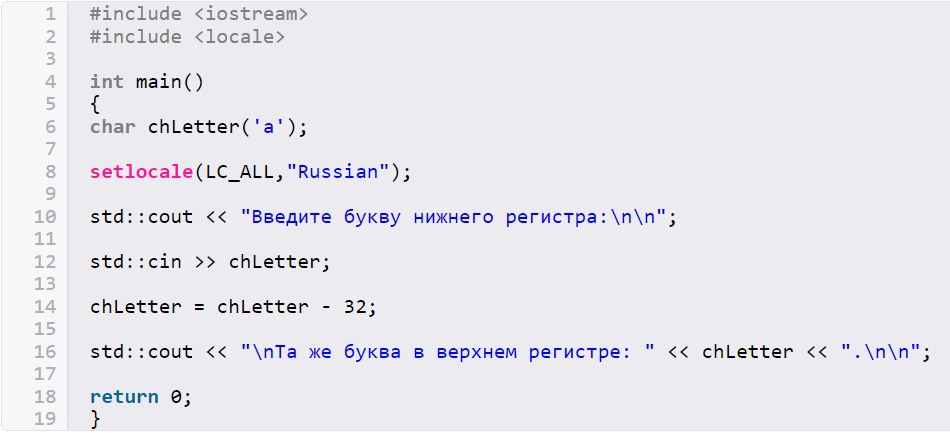 1 #include <iostream>
2 #include <locale>
3
4 int main()
5 {
6 char chLetter('a');
7
8 setlocale(LC_ALL,"Russian");
9
10 std::cout << "Введите букву нижнего регистра:\n\n";
11
12 std::cin >> chLetter;
13
14 chLetter = chLetter - 32;
15
16 std::cout << "\nТа же буква в верхнем регистре: " << chLetter << ".\n\n";
17
18 return 0;
19 }